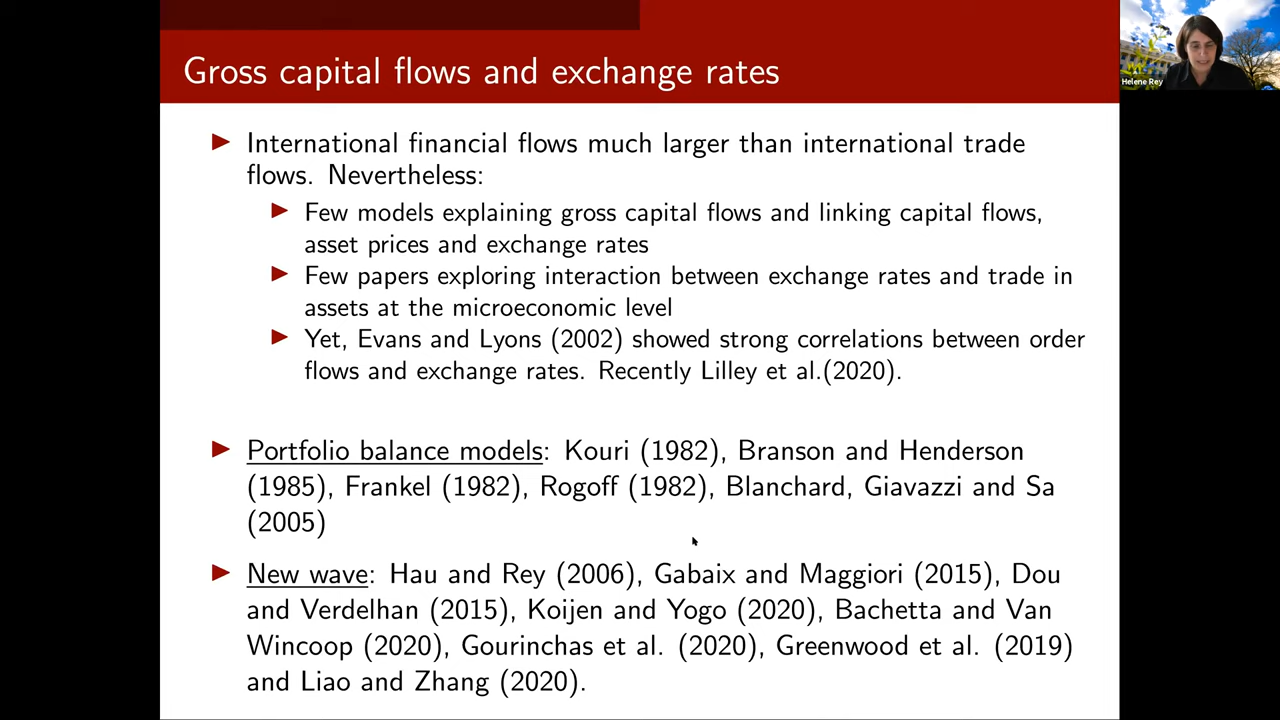 Gross capital flows and exchange rates
Helene Rey
▶ International financial flows much larger than international trade
flows. Nevertheless:
▶ Few models explaining gross capital flows and linking capital flows,
asset prices and exchange rates
▶ Few papers exploring interaction between exchange rates and trade in
assets at the microeconomic level
▶ Yet, Evans and Lyons (2002) showed strong correlations between order
flows and exchange rates. Recently Lilley et al.(2020).
▶ Portfolio balance models: Kouri (1982), Branson and Henderson
(1985), Frankel (1982), Rogoff (1982), Blanchard, Giavazzi and Sa
(2005)
▶ New wave: Hau and Rey (2006), Gabaix and Maggiori (2015), Dou
and Verdelhan (2015), Koijen and Yogo (2020), Bachetta and Van
Wincoop (2020), Gourinchas et al. (2020), Greenwood et al. (2019)
and Liao and Zhang (2020).